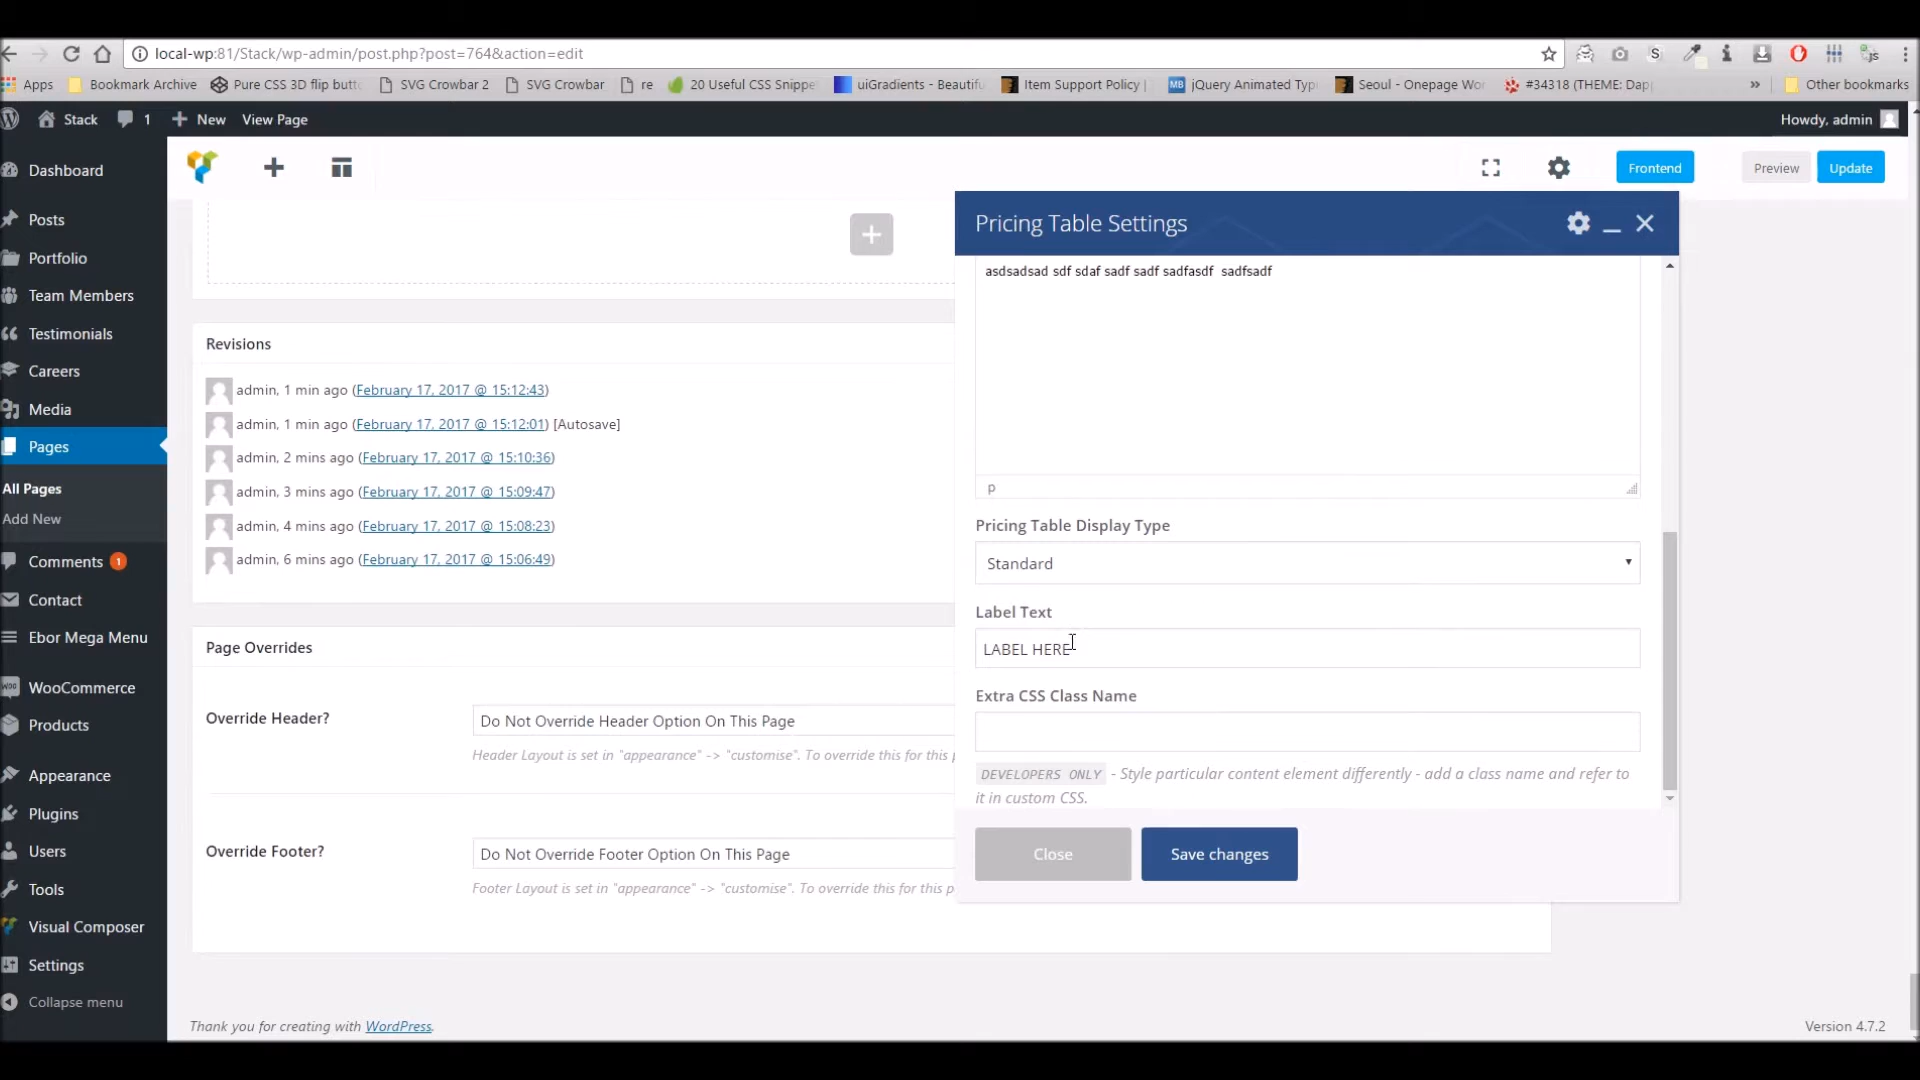 local-wp:81/Stack/wp-admin/post.php?post=764&action=edit
Apps
Bookmark Archive
Pure CSS 3D flip butt
SVG Crowbar 2
SVG Crowbar
re
20 Useful CSS Snippe
uiGradients - Beautifu
Item Support Policy |
MB jQuery Animated Typ
Seoul - Onepage Wo
#34318 (THEME: Dap
»
Other bookmarks
Stack
1
New
View Page
Howdy, admin
Dashboard
Posts
Portfolio
Team Members
Testimonials
Careers
Media
Pages
All Pages
Add New
Comments 1
Contact
Ebor Mega Menu
WooCommerce
Products
Appearance
Plugins
Users
Tools
Visual Composer
Settings
Collapse menu
Frontend
Preview
Update
Revisions
admin, 1 min ago (February 17, 2017 @ 15:12:43)
admin, 1 min ago (February 17, 2017 @ 15:12:01) [Autosave]
admin, 2 mins ago (February 17, 2017 @ 15:10:36)
admin, 3 mins ago (February 17, 2017 @ 15:09:47)
admin, 4 mins ago (February 17, 2017 @ 15:08:23)
admin, 6 mins ago (February 17, 2017 @ 15:06:49)
Page Overrides
Override Header?
Do Not Override Header Option On This Page
Header Layout is set in "appearance" -> "customise". To override this for this p
Override Footer?
Do Not Override Footer Option On This Page
Footer Layout is set in "appearance" -> "customise". To override this for this p
Pricing Table Settings
asdsadsad sdf sdaf sadf sadf sadfasdf sadfsadf
p
Pricing Table Display Type
Standard
Label Text
LABEL HERE
Extra CSS Class Name
DEVELOPERS ONLY - Style particular content element differently - add a class name and refer to
it in custom CSS.
Close
Save changes
Thank you for creating with WordPress.
Version 4.7.2